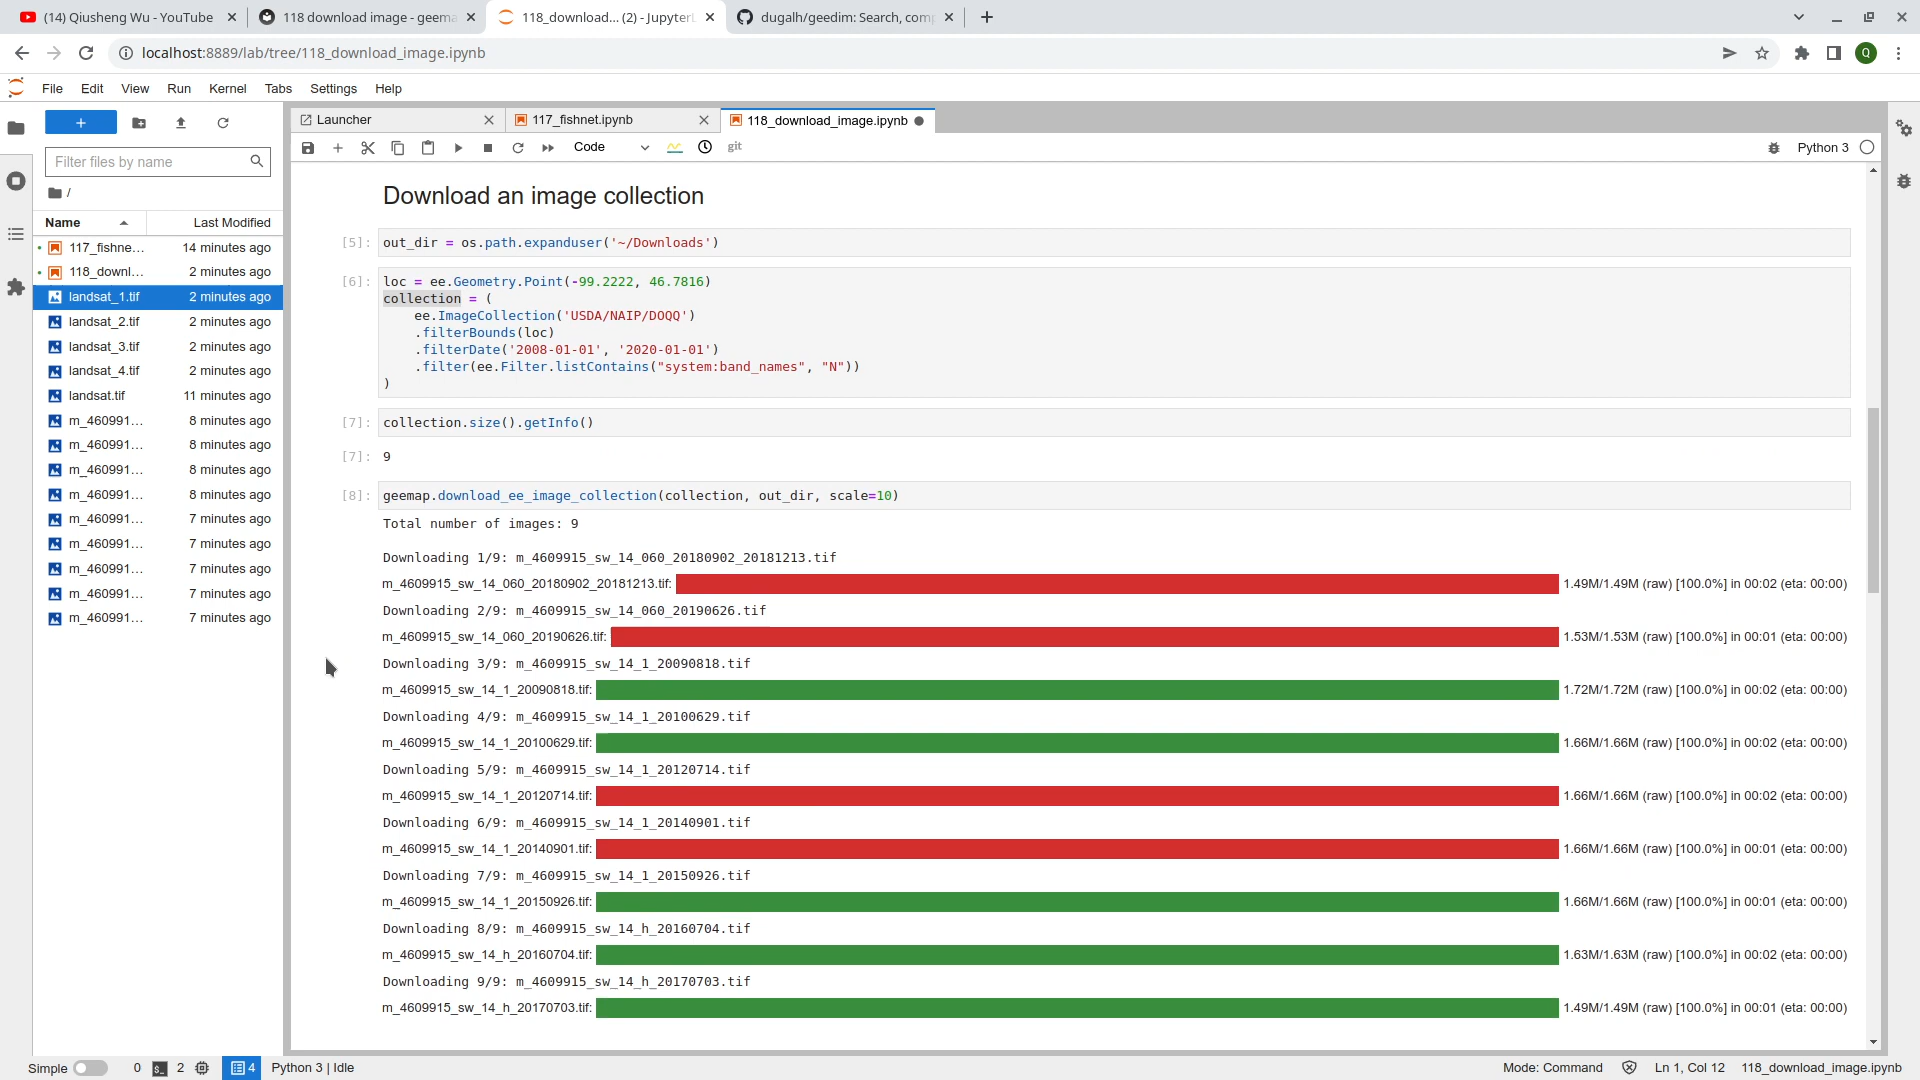 (14) Qiusheng Wu - YouTube
118 download image - geema
118_download... (2) - JupyterL
dugalh/geedim: Search, comp
localhost:8889/lab/tree/118_download_image.ipynb
Q
File Edit View Run Kernel Tabs Settings Help
+
Launcher
117_fishnet.ipynb
118_download_image.ipynb
Filter files by name
Code
git
Python 3
/
Name
Last Modified
117_fishne... 14 minutes ago
118_downl... 2 minutes ago
landsat_1.tif 2 minutes ago
landsat_2.tif 2 minutes ago
landsat_3.tif 2 minutes ago
landsat_4.tif 2 minutes ago
landsat.tif 11 minutes ago
m_460991... 8 minutes ago
m_460991... 8 minutes ago
m_460991... 8 minutes ago
m_460991... 8 minutes ago
m_460991... 7 minutes ago
m_460991... 7 minutes ago
m_460991... 7 minutes ago
m_460991... 7 minutes ago
m_460991... 7 minutes ago
Download an image collection
[5]: out_dir = os.path.expanduser('~/Downloads')
[6]: loc = ee.Geometry.Point(-99.2222, 46.7816)
collection = (
ee.ImageCollection('USDA/NAIP/DOQQ')
.filterBounds(loc)
.filterDate('2008-01-01', '2020-01-01')
.filter(ee.Filter.listContains("system:band_names", "N"))
)
[7]: collection.size().getInfo()
[7]: 9
[8]: geemap.download_ee_image_collection(collection, out_dir, scale=10)
Total number of images: 9
Downloading 1/9: m_4609915_sw_14_060_20180902_20181213.tif
m_4609915_sw_14_060_20180902_20181213.tif: 1.49M/1.49M (raw) [100.0%] in 00:02 (eta: 00:00)
Downloading 2/9: m_4609915_sw_14_060_20190626.tif
m_4609915_sw_14_060_20190626.tif: 1.53M/1.53M (raw) [100.0%] in 00:01 (eta: 00:00)
Downloading 3/9: m_4609915_sw_14_1_20090818.tif
m_4609915_sw_14_1_20090818.tif: 1.72M/1.72M (raw) [100.0%] in 00:02 (eta: 00:00)
Downloading 4/9: m_4609915_sw_14_1_20100629.tif
m_4609915_sw_14_1_20100629.tif: 1.66M/1.66M (raw) [100.0%] in 00:02 (eta: 00:00)
Downloading 5/9: m_4609915_sw_14_1_20120714.tif
m_4609915_sw_14_1_20120714.tif: 1.66M/1.66M (raw) [100.0%] in 00:02 (eta: 00:00)
Downloading 6/9: m_4609915_sw_14_1_20140901.tif
m_4609915_sw_14_1_20140901.tif: 1.66M/1.66M (raw) [100.0%] in 00:01 (eta: 00:00)
Downloading 7/9: m_4609915_sw_14_1_20150926.tif
m_4609915_sw_14_1_20150926.tif: 1.66M/1.66M (raw) [100.0%] in 00:01 (eta: 00:00)
Downloading 8/9: m_4609915_sw_14_h_20160704.tif
m_4609915_sw_14_h_20160704.tif: 1.63M/1.63M (raw) [100.0%] in 00:02 (eta: 00:00)
Downloading 9/9: m_4609915_sw_14_h_20170703.tif
m_4609915_sw_14_h_20170703.tif: 1.49M/1.49M (raw) [100.0%] in 00:01 (eta: 00:00)
Simple 0 2 4 Python 3 | Idle Mode: Command Ln 1, Col 12 118_download_image.ipynb